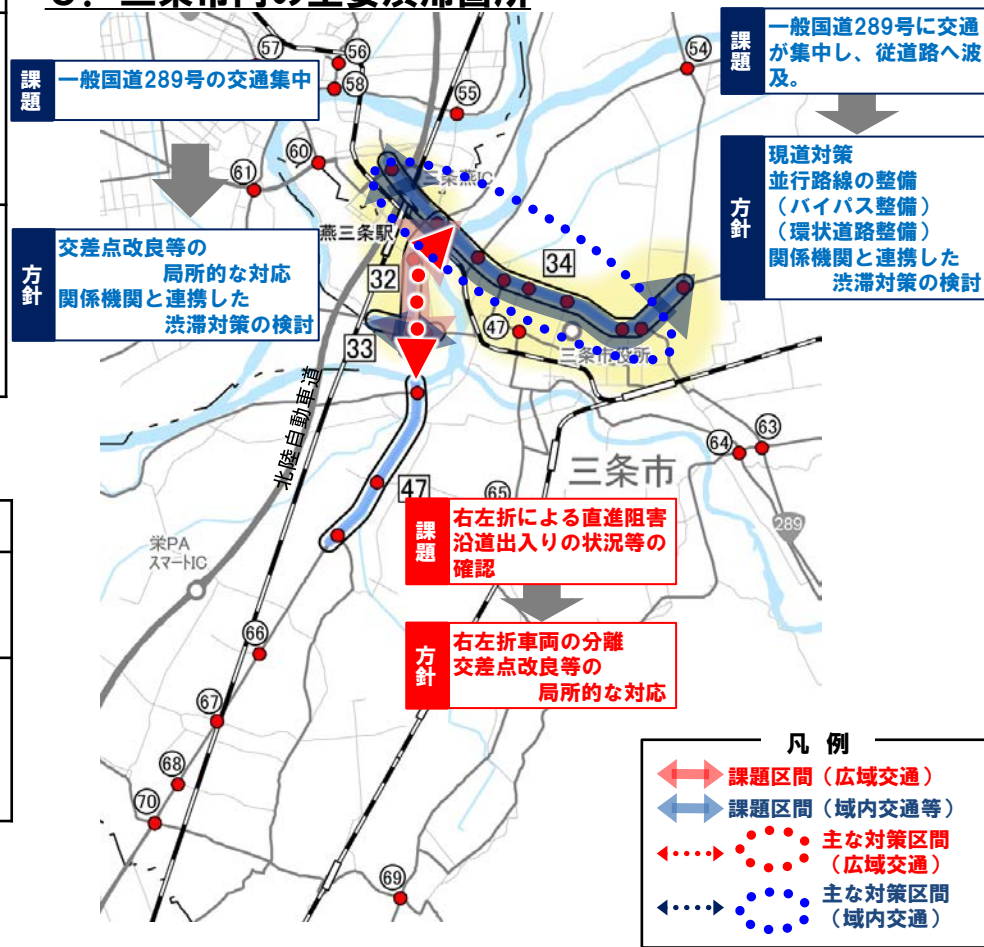 課題
一般国道289号の交通集中
方針
交差点改良等の
局所的な対応
関係機関と連携した
渋滞対策の検討
課題
一般国道289号に交通
が集中し、従道路へ波
及。
方針
現道対策
並行路線の整備
（バイパス整備）
（環状道路整備）
関係機関と連携した
渋滞対策の検討
57
56
58
55
54
60
61
三条燕IC
燕三条駅
32
34
33
47
三条市役所
北陸自動車道
47
65
64
63
三条市
289
栄PA
スマートIC
課題
右左折による直進阻害
沿道出入りの状況等の
確認
方針
右左折車両の分離
交差点改良等の
局所的な対応
66
67
68
70
69
凡 例
課題区間（広域交通）
課題区間（域内交通等）
主な対策区間
（広域交通）
主な対策区間
（域内交通）